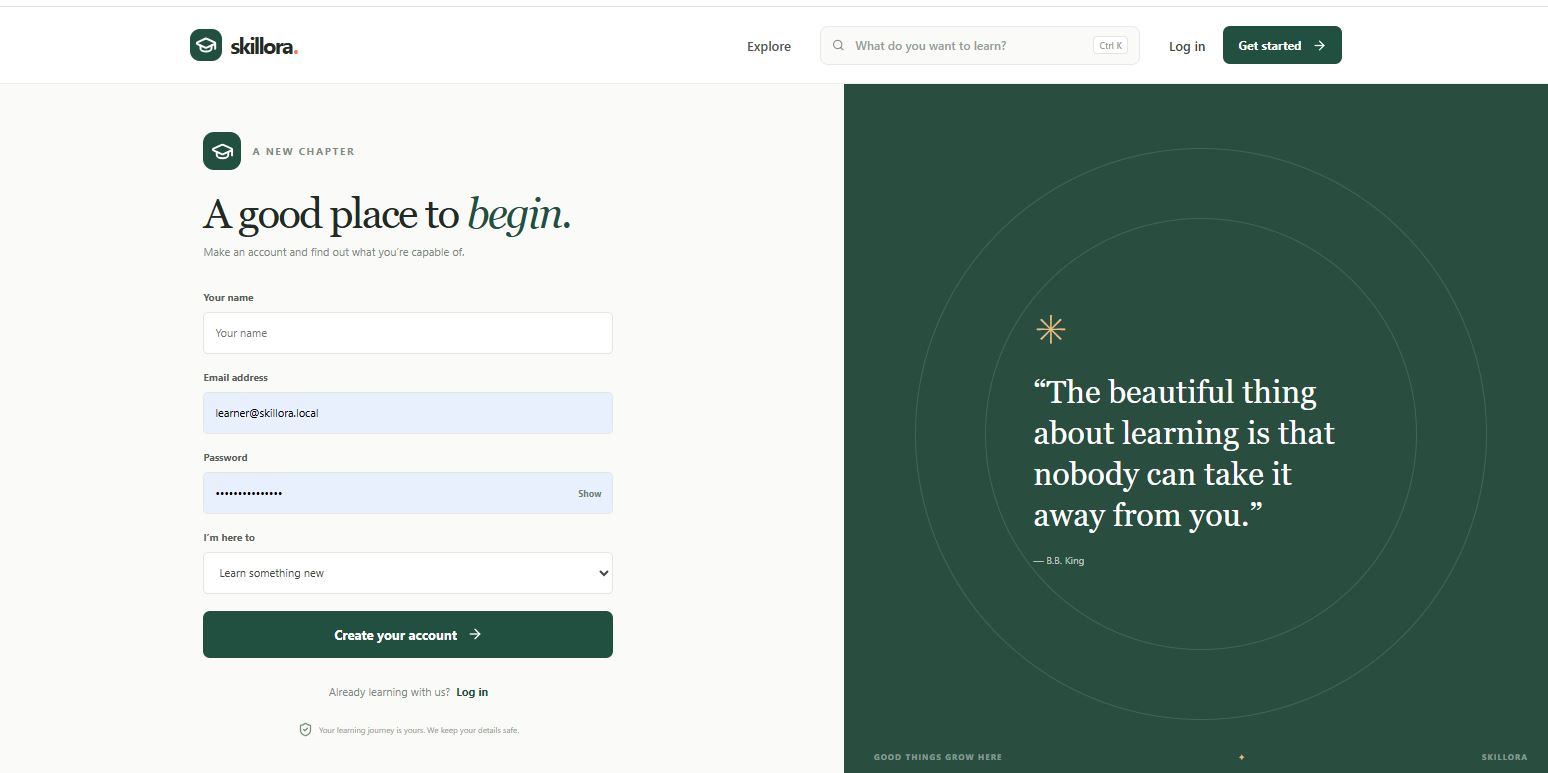 skillora.
Explore
What do you want to learn?
Ctrl K
Log in
Get started
A NEW CHAPTER
A good place to begin.
Make an account and find out what you’re capable of.
Your name
Your name
Email address
learner@skillora.local
Password
•••••••••••••••
Show
I’m here to
Learn something new
Create your account
Already learning with us? Log in
Your learning journey is yours. We keep your details safe.
“The beautiful thing
about learning is that
nobody can take it
away from you.”
— B.B. King
GOOD THINGS GROW HERE
SKILLORA